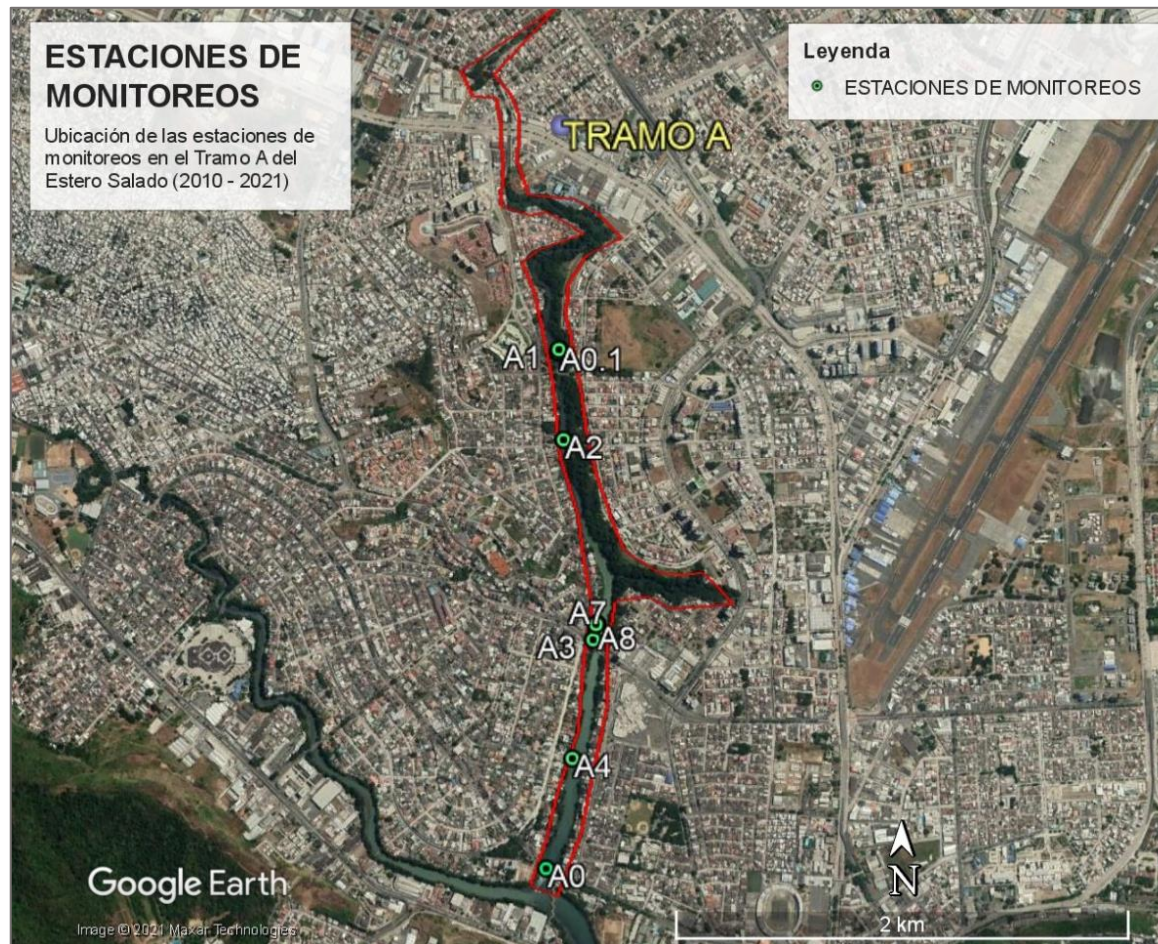 ESTACIONES DE
MONITOREOS
Ubicación de las estaciones de
monitoreos en el Tramo A del
Estero Salado (2010 - 2021)
Leyenda
ESTACIONES DE MONITOREOS
TRAMO A
A1 A0.1
A2
A7
A3 A8
A4
A0
Google Earth
N
2 km
Image © 2021 Maxar Technologies